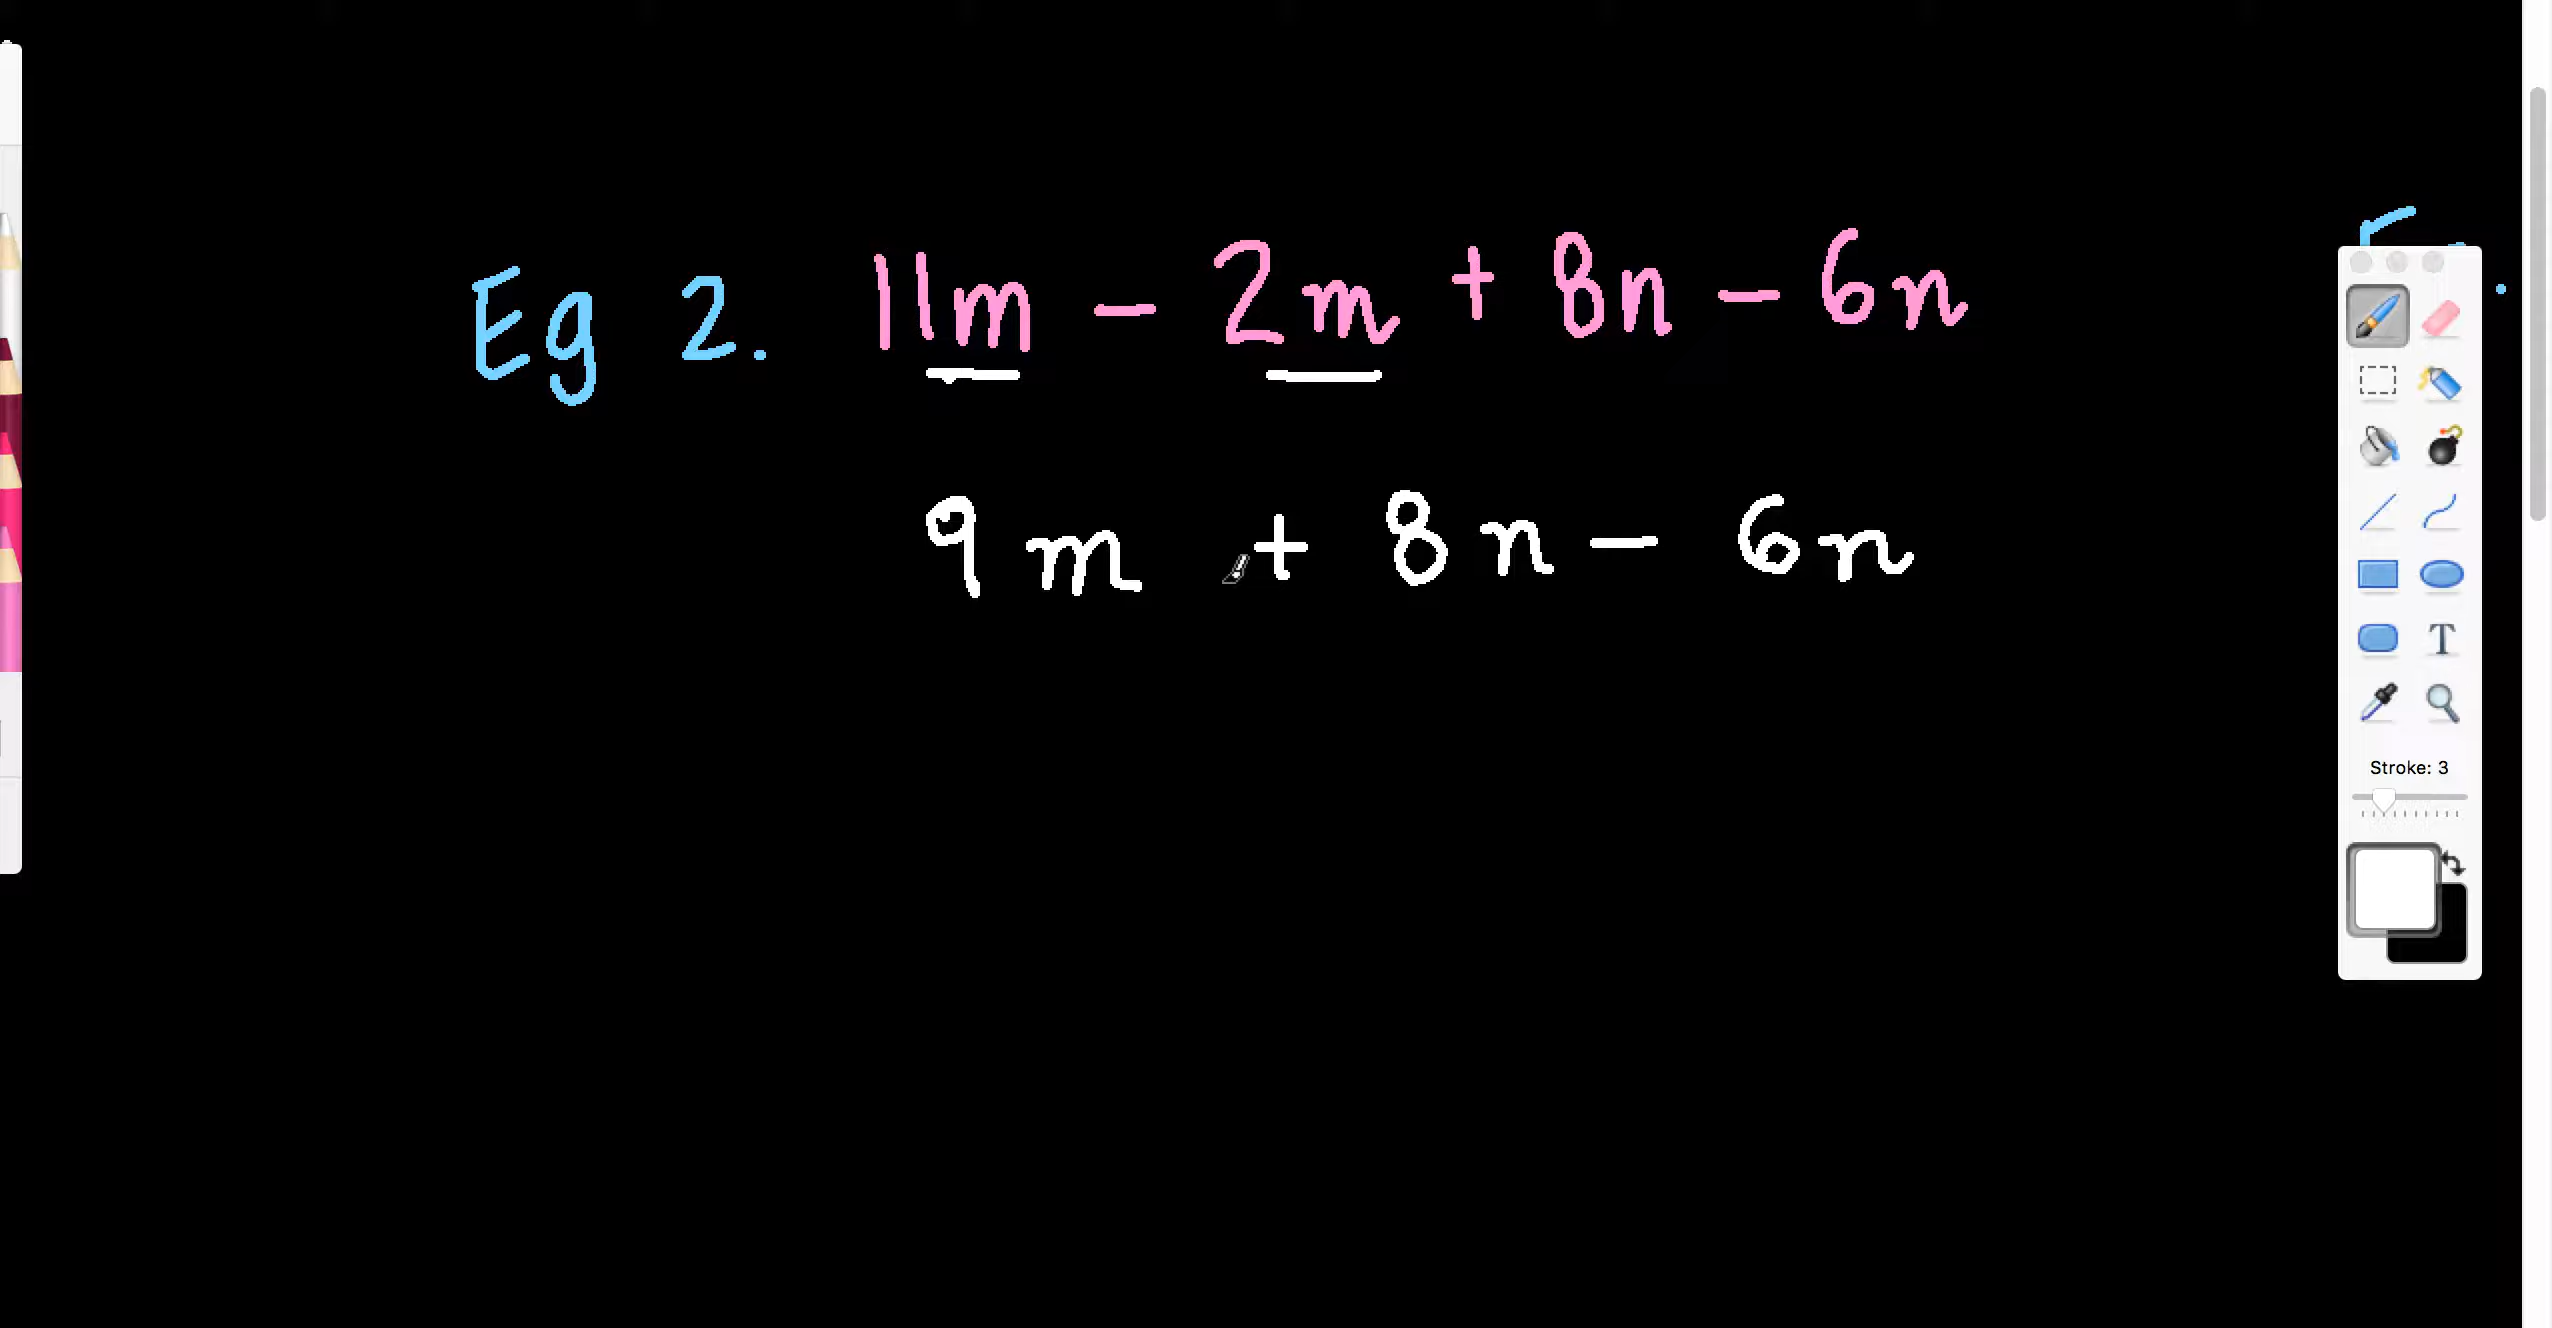 Eg 2. 11m - 2m + 8n - 6n
9m + 8n - 6n
T
Stroke: 3